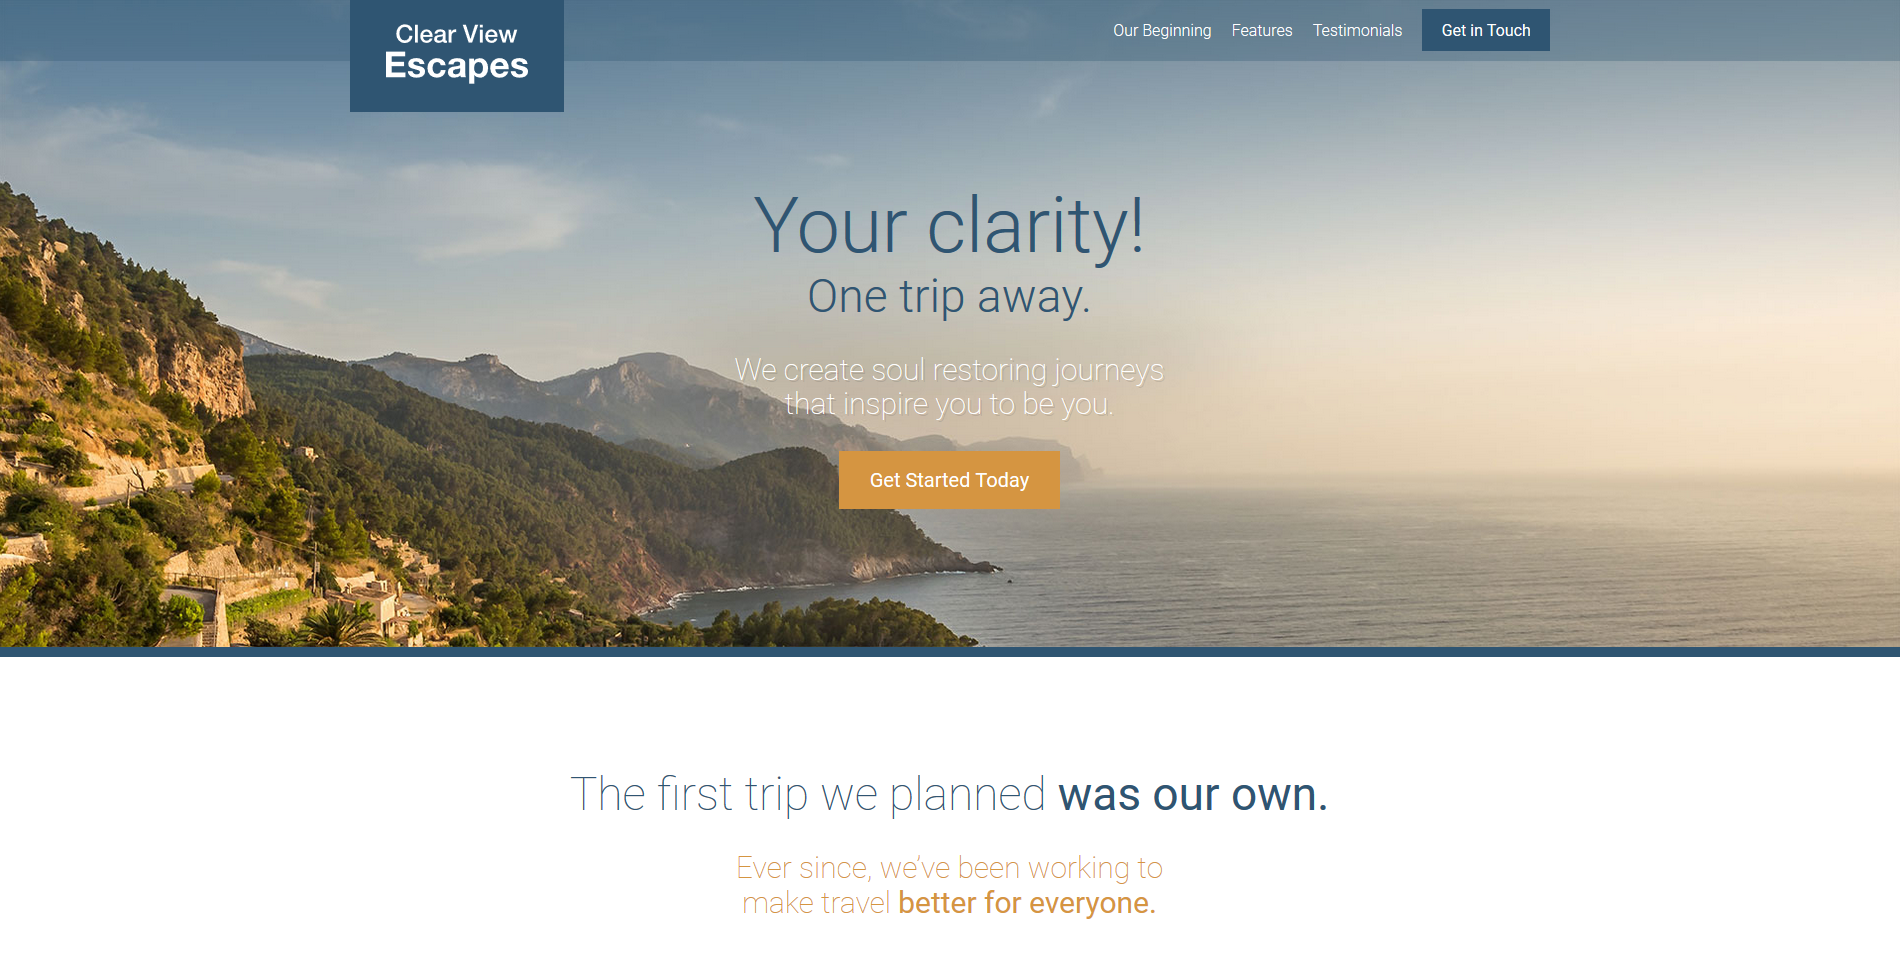 Clear View
Escapes
Our Beginning
Features
Testimonials
Get in Touch
Your clarity!
One trip away.
We create soul restoring journeys
that inspire you to be you.
Get Started Today
The first trip we planned was our own.
Ever since, we've been working to
make travel better for everyone.